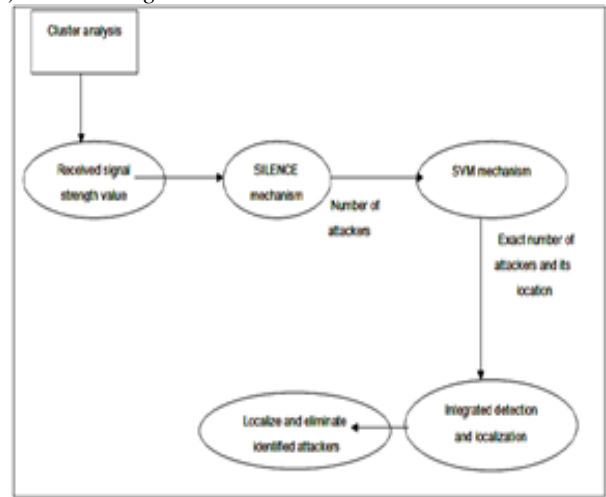 Cluster analysis
Received signal
strength value
SILENCE
mechanism
SVM mechanism
Number of
attackers
Exact number of
attackers and its
location
Integrated detection
and localization
Localize and eliminate
identified attackers